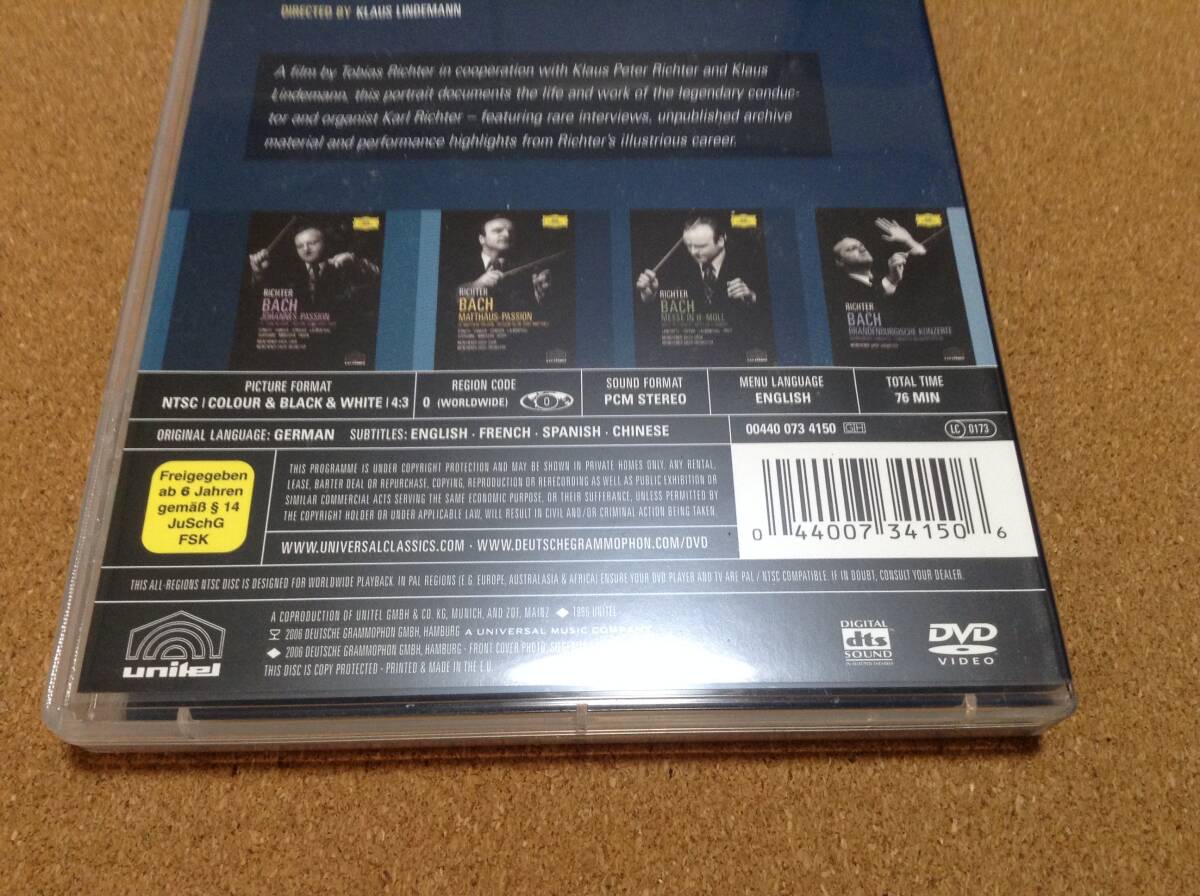 DIRECTED BY KLAUS LINDEMANN
A film by Tobias Richter in cooperation with Klaus Peter Richter and Klaus
Lindemann, this portrait documents the life and work of the legendary conduc-
tor and organist Karl Richter – featuring rare interviews, unpublished archive
material and performance highlights from Richter's illustrious career.
RICHTER
BACH
JOHANNES-PASSION
RICHTER
BACH
MATTHÄUS-PASSION
RICHTER
BACH
MESSE IN H-MOLL
RICHTER
BACH
BRANDENBURGISCHE KONZERTE
PICTURE FORMAT
NTSC | COLOUR & BLACK & WHITE | 4:3
REGION CODE
0 (WORLDWIDE)
0
SOUND FORMAT
PCM STEREO
MENU LANGUAGE
ENGLISH
TOTAL TIME
76 MIN
ORIGINAL LANGUAGE: GERMAN SUBTITLES: ENGLISH · FRENCH · SPANISH · CHINESE
00440 073 4150 GH
LC 0173
Freigegeben
ab 6 Jahren
gemäß § 14
JuSchG
FSK
THIS PROGRAMME IS UNDER COPYRIGHT PROTECTION AND MAY BE SHOWN IN PRIVATE HOMES ONLY. ANY RENTAL,
LEASE, BARTER DEAL OR REPURCHASE, COPYING, REPRODUCTION OR RERECORDING AS WELL AS PUBLIC EXHIBITION OR
SIMILAR COMMERCIAL ACTS SERVING THE SAME ECONOMIC PURPOSE, OR THEIR SUFFERANCE, UNLESS PERMITTED BY
THE COPYRIGHT HOLDER OR UNDER APPLICABLE LAW, WILL RESULT IN CIVIL AND/OR CRIMINAL ACTION BEING TAKEN.
WWW.UNIVERSALCLASSICS.COM · WWW.DEUTSCHEGRAMMOPHON.COM/DVD
0 44007 34150 6
THIS ALL-REGIONS NTSC DISC IS DESIGNED FOR WORLDWIDE PLAYBACK. IN PAL REGIONS (E.G. EUROPE, AUSTRALASIA & AFRICA) ENSURE YOUR DVD PLAYER AND TV ARE PAL / NTSC COMPATIBLE. IF IN DOUBT, CONSULT YOUR DEALER.
unitel
A COPRODUCTION OF UNITEL GMBH & CO. KG, MUNICH, AND ZDF, MAINZ ◆ 1986 UNITEL
2006 DEUTSCHE GRAMMOPHON GMBH, HAMBURG A UNIVERSAL MUSIC COMPANY
◆ 2006 DEUTSCHE GRAMMOPHON GMBH, HAMBURG · FRONT COVER PHOTO,
THIS DISC IS COPY PROTECTED · PRINTED & MADE IN THE E.U.
DIGITAL
dts
SOUND
DVD
VIDEO